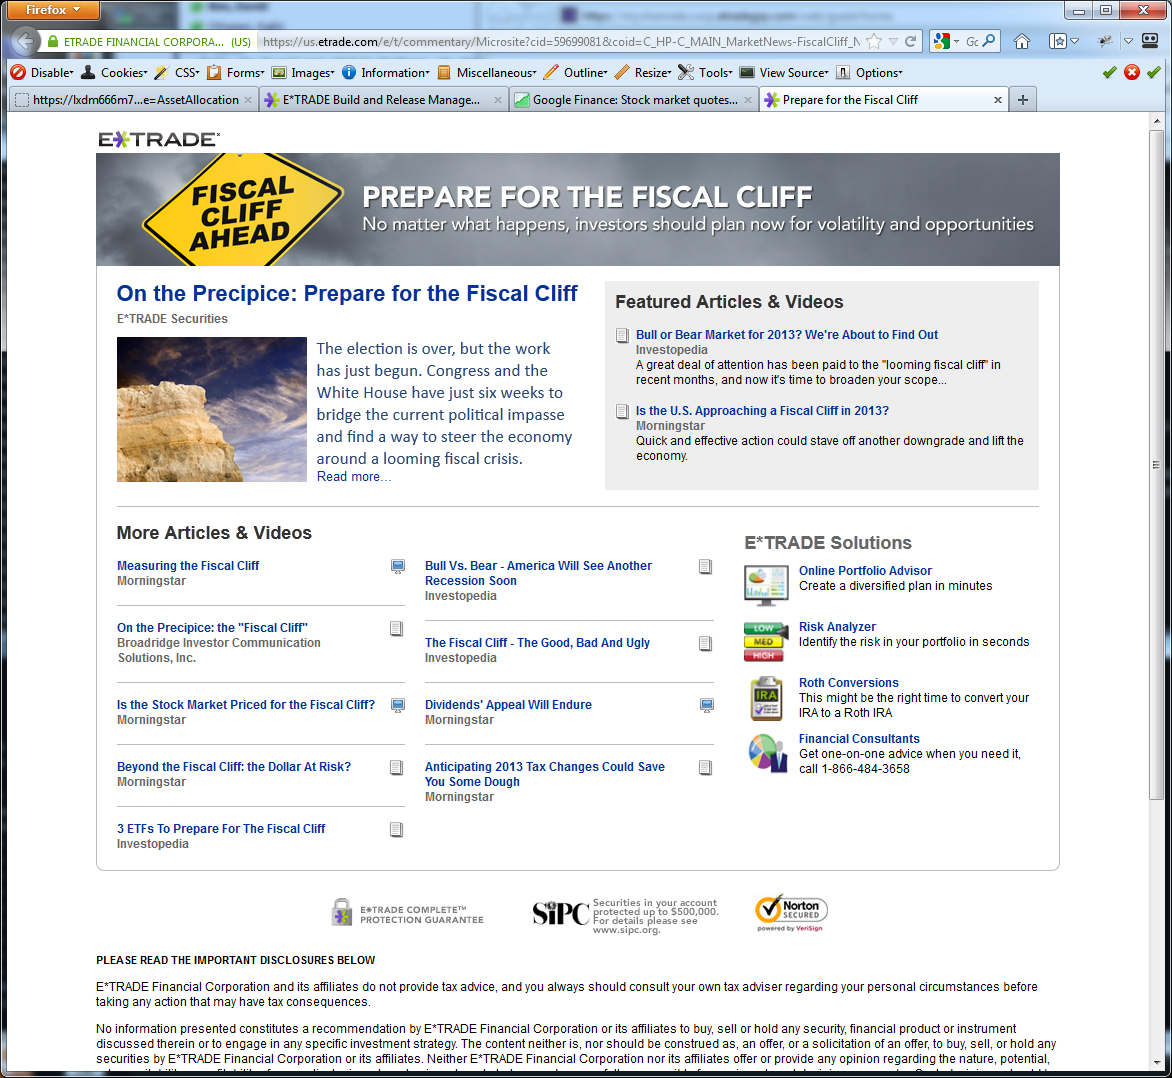 Firefox
ETRADE FINANCIAL CORPORA... (US)
https://us.etrade.com/e/t/commentary/Microsite?cid=59699081&coid=C_HP-C_MAIN_MarketNews-FiscalCliff_N
Disable
Cookies
CSS
Forms
Images
Information
Miscellaneous
Outline
Resize
Tools
View Source
Options
https://lxdm666m7...e=AssetAllocation
E*TRADE Build and Release Manage...
Google Finance: Stock market quotes...
Prepare for the Fiscal Cliff
E*TRADE
FISCAL
CLIFF
AHEAD
PREPARE FOR THE FISCAL CLIFF
No matter what happens, investors should plan now for volatility and opportunities
On the Precipice: Prepare for the Fiscal Cliff
E*TRADE Securities
The election is over, but the work
has just begun. Congress and the
White House have just six weeks to
bridge the current political impasse
and find a way to steer the economy
around a looming fiscal crisis.
Read more...
Featured Articles & Videos
Bull or Bear Market for 2013? We're About to Find Out
Investopedia
A great deal of attention has been paid to the "looming fiscal cliff" in
recent months, and now it's time to broaden your scope...
Is the U.S. Approaching a Fiscal Cliff in 2013?
Morningstar
Quick and effective action could stave off another downgrade and lift the
economy.
More Articles & Videos
Measuring the Fiscal Cliff
Morningstar
On the Precipice: the "Fiscal Cliff"
Broadridge Investor Communication
Solutions, Inc.
Is the Stock Market Priced for the Fiscal Cliff?
Morningstar
Beyond the Fiscal Cliff: the Dollar At Risk?
Morningstar
3 ETFs To Prepare For The Fiscal Cliff
Investopedia
Bull Vs. Bear - America Will See Another
Recession Soon
Investopedia
The Fiscal Cliff - The Good, Bad And Ugly
Investopedia
Dividends' Appeal Will Endure
Morningstar
Anticipating 2013 Tax Changes Could Save
You Some Dough
Morningstar
E*TRADE Solutions
Online Portfolio Advisor
Create a diversified plan in minutes
LOW
MED
HIGH
Risk Analyzer
Identify the risk in your portfolio in seconds
IRA
Roth Conversions
This might be the right time to convert your
IRA to a Roth IRA
Financial Consultants
Get one-on-one advice when you need it,
call 1-866-484-3658
E*TRADE COMPLETE™
PROTECTION GUARANTEE
SiPC
Securities in your account
protected up to $500,000.
For details please see
www.sipc.org.
Norton
SECURED
powered by VeriSign
PLEASE READ THE IMPORTANT DISCLOSURES BELOW
E*TRADE Financial Corporation and its affiliates do not provide tax advice, and you always should consult your own tax adviser regarding your personal circumstances before
taking any action that may have tax consequences.
No information presented constitutes a recommendation by E*TRADE Financial Corporation or its affiliates to buy, sell or hold any security, financial product or instrument
discussed therein or to engage in any specific investment strategy. The content neither is, nor should be construed as, an offer, or a solicitation of an offer, to buy, sell, or hold any
securities by E*TRADE Financial Corporation or its affiliates. Neither E*TRADE Financial Corporation nor its affiliates offer or provide any opinion regarding the nature, potential,